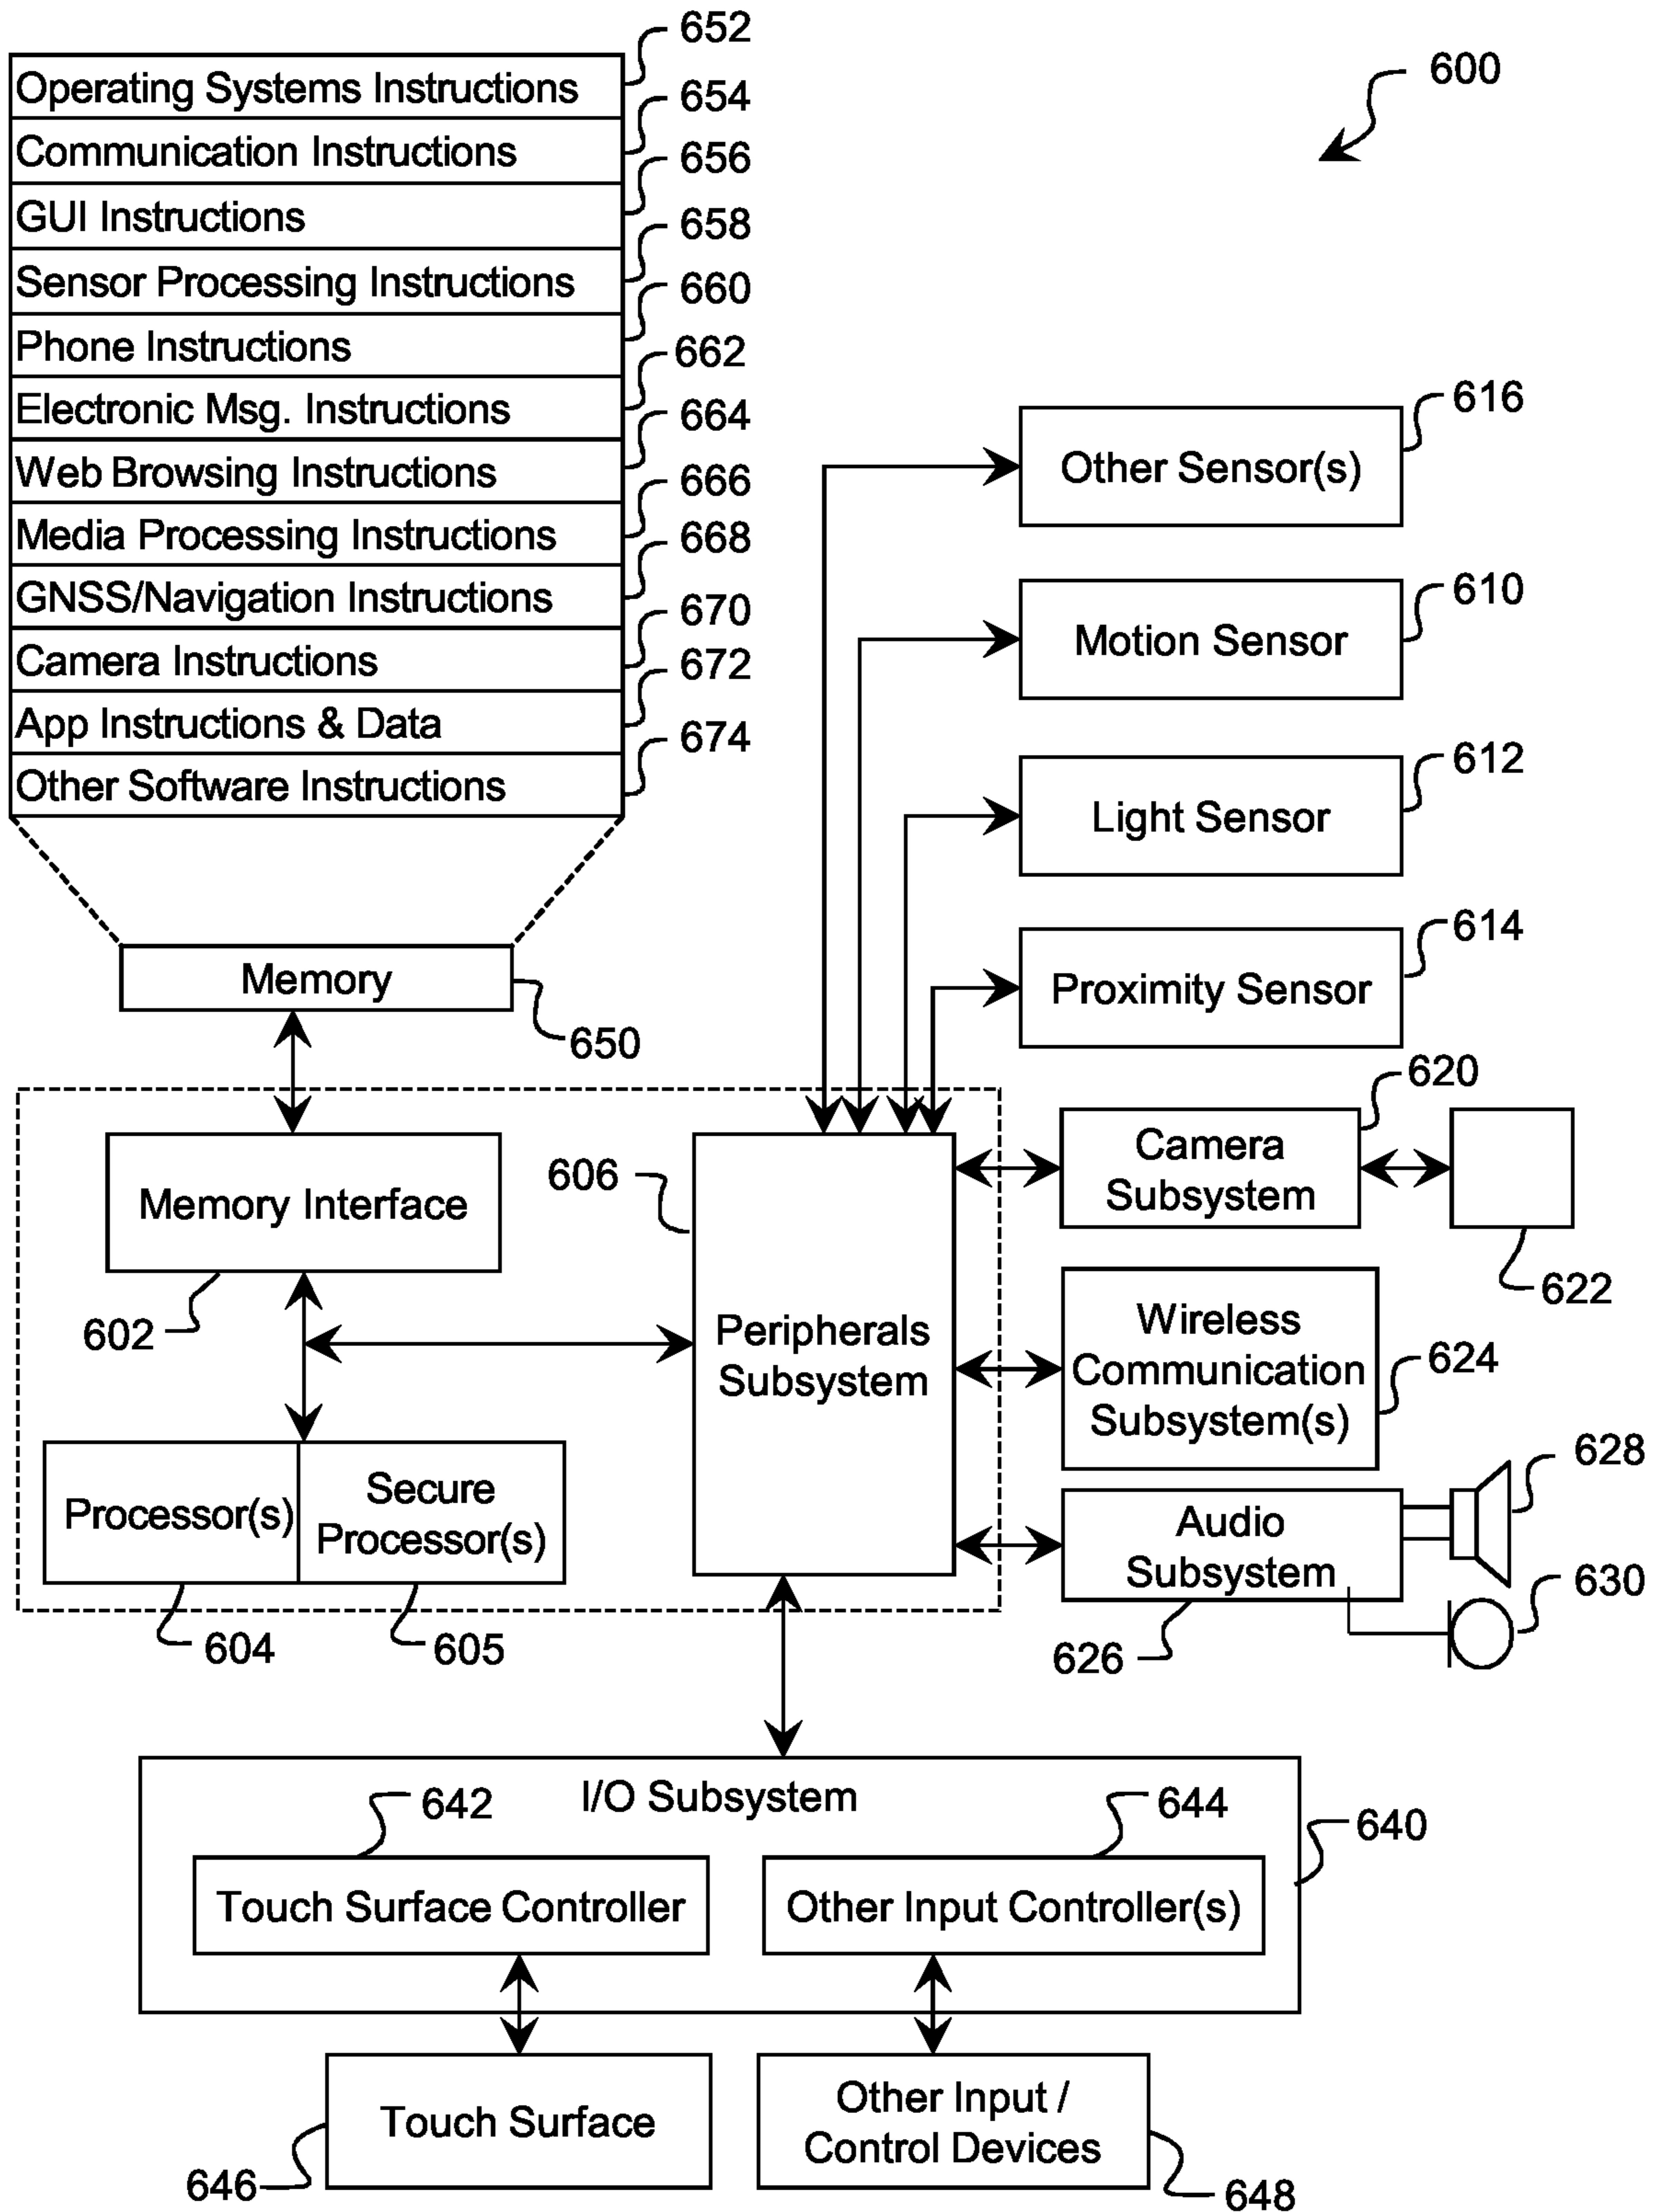 652
600
Operating Systems Instructions
654
Communication Instructions
656
GUI Instructions
658
Sensor Processing Instructions
660
Phone Instructions
662
Electronic Msg. Instructions
664
Web Browsing Instructions
666
Media Processing Instructions
668
GNSS/Navigation Instructions
670
Camera Instructions
672
App Instructions & Data
674
Other Software Instructions
616
Other Sensor(s)
610
Motion Sensor
612
Light Sensor
614
Proximity Sensor
Memory
650
620
Camera
Subsystem
622
Memory Interface
602
606
Peripherals
Subsystem
Wireless
Communication
Subsystem(s)
624
Processor(s)
Secure
Processor(s)
604
605
Audio
Subsystem
628
630
626
I/O Subsystem
642
644
640
Touch Surface Controller
Other Input Controller(s)
Touch Surface
646
Other Input /
Control Devices
648